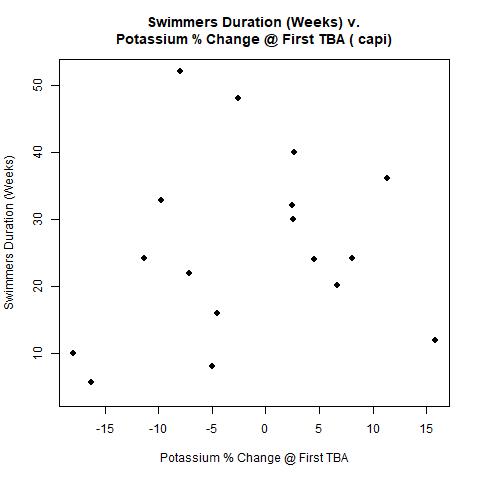 Swimmers Duration (Weeks) v.
Potassium % Change @ First TBA ( capi)
Swimmers Duration (Weeks)
50
40
30
20
10
-15 -10 -5 0 5 10 15
Potassium % Change @ First TBA